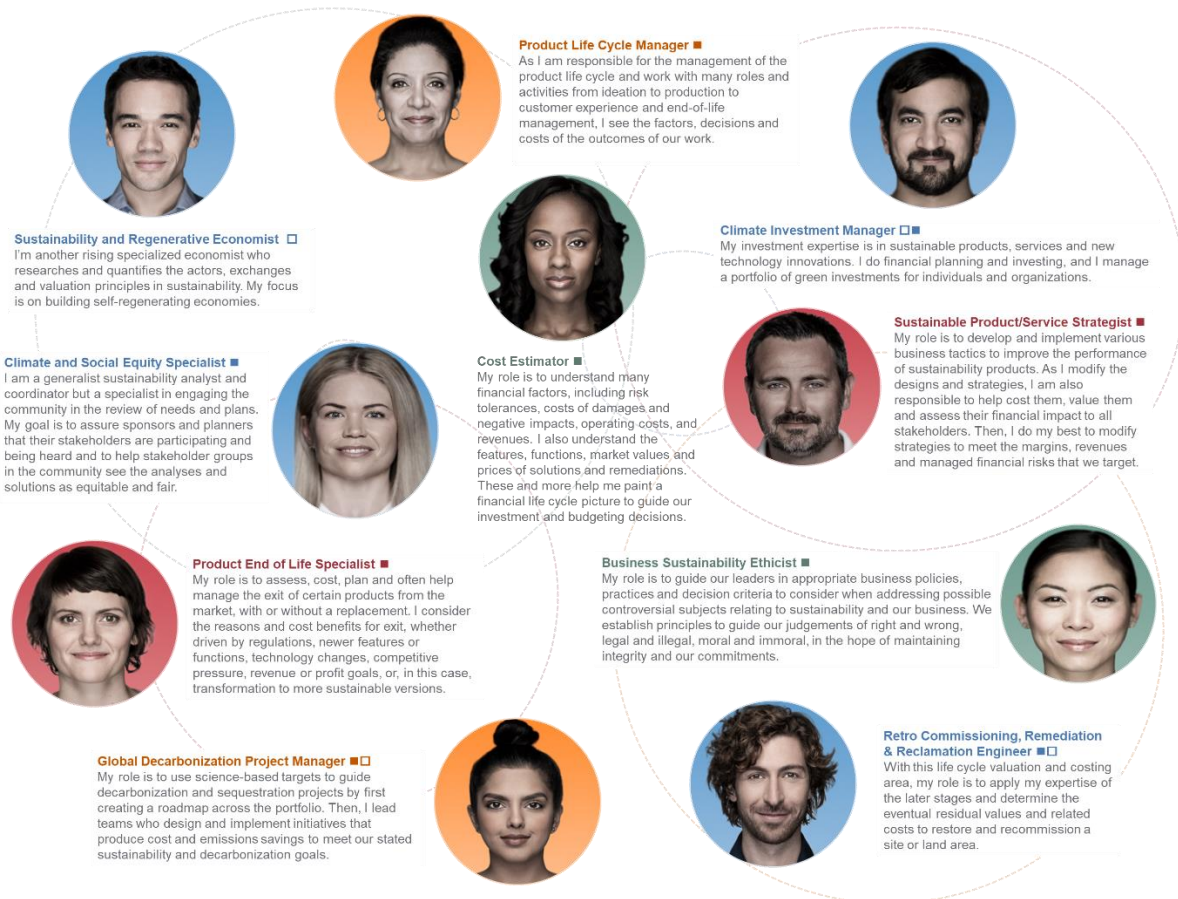 Product Life Cycle Manager ■
As I am responsible for the management of the
product life cycle and work with many roles and
activities from ideation to production to
customer experience and end-of-life
management, I see the factors, decisions and
costs of the outcomes of our work.
Sustainability and Regenerative Economist □
I'm another rising specialized economist who
researches and quantifies the actors, exchanges
and valuation principles in sustainability. My focus
is on building self-regenerating economies.
Climate Investment Manager □■
My investment expertise is in sustainable products, services and new
technology innovations. I do financial planning and investing, and I manage
a portfolio of green investments for individuals and organizations.
Sustainable Product/Service Strategist ■
My role is to develop and implement various
business tactics to improve the performance
of sustainability products. As I modify the
designs and strategies, I am also
responsible to help cost them, value them
and assess their financial impact to all
stakeholders. Then, I do my best to modify
strategies to meet the margins, revenues
and managed financial risks that we target.
Climate and Social Equity Specialist ■
I am a generalist sustainability analyst and
coordinator but a specialist in engaging the
community in the review of needs and plans.
My goal is to assure sponsors and planners
that their stakeholders are participating and
being heard and to help stakeholder groups
in the community see the analyses and
solutions as equitable and fair.
Cost Estimator ■
My role is to understand many
financial factors, including risk
tolerances, costs of damages and
negative impacts, operating costs, and
revenues. I also understand the
features, functions, market values and
prices of solutions and remediations.
These and more help me paint a
financial life cycle picture to guide our
investment and budgeting decisions.
Product End of Life Specialist ■
My role is to assess, cost, plan and often help
manage the exit of certain products from the
market, with or without a replacement. I consider
the reasons and cost benefits for exit, whether
driven by regulations, newer features or
functions, technology changes, competitive
pressure, revenue or profit goals, or, in this case,
transformation to more sustainable versions.
Business Sustainability Ethicist ■
My role is to guide our leaders in appropriate business policies,
practices and decision criteria to consider when addressing possible
controversial subjects relating to sustainability and our business. We
establish principles to guide our judgements of right and wrong,
legal and illegal, moral and immoral, in the hope of maintaining
integrity and our commitments.
Global Decarbonization Project Manager ■□
My role is to use science-based targets to guide
decarbonization and sequestration projects by first
creating a roadmap across the portfolio. Then, I lead
teams who design and implement initiatives that
produce cost and emissions savings to meet our stated
sustainability and decarbonization goals.
Retro Commissioning, Remediation
& Reclamation Engineer ■□
With this life cycle valuation and costing
area, my role is to apply my expertise of
the later stages and determine the
eventual residual values and related
costs to restore and recommission a
site or land area.